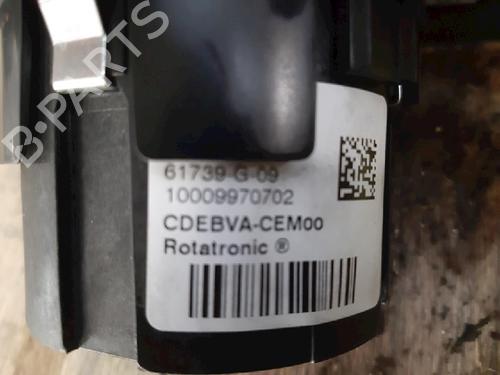 B-PARTS
61739-G-09
10009970702
CDEBVA-CEM00
Rotatronic ®